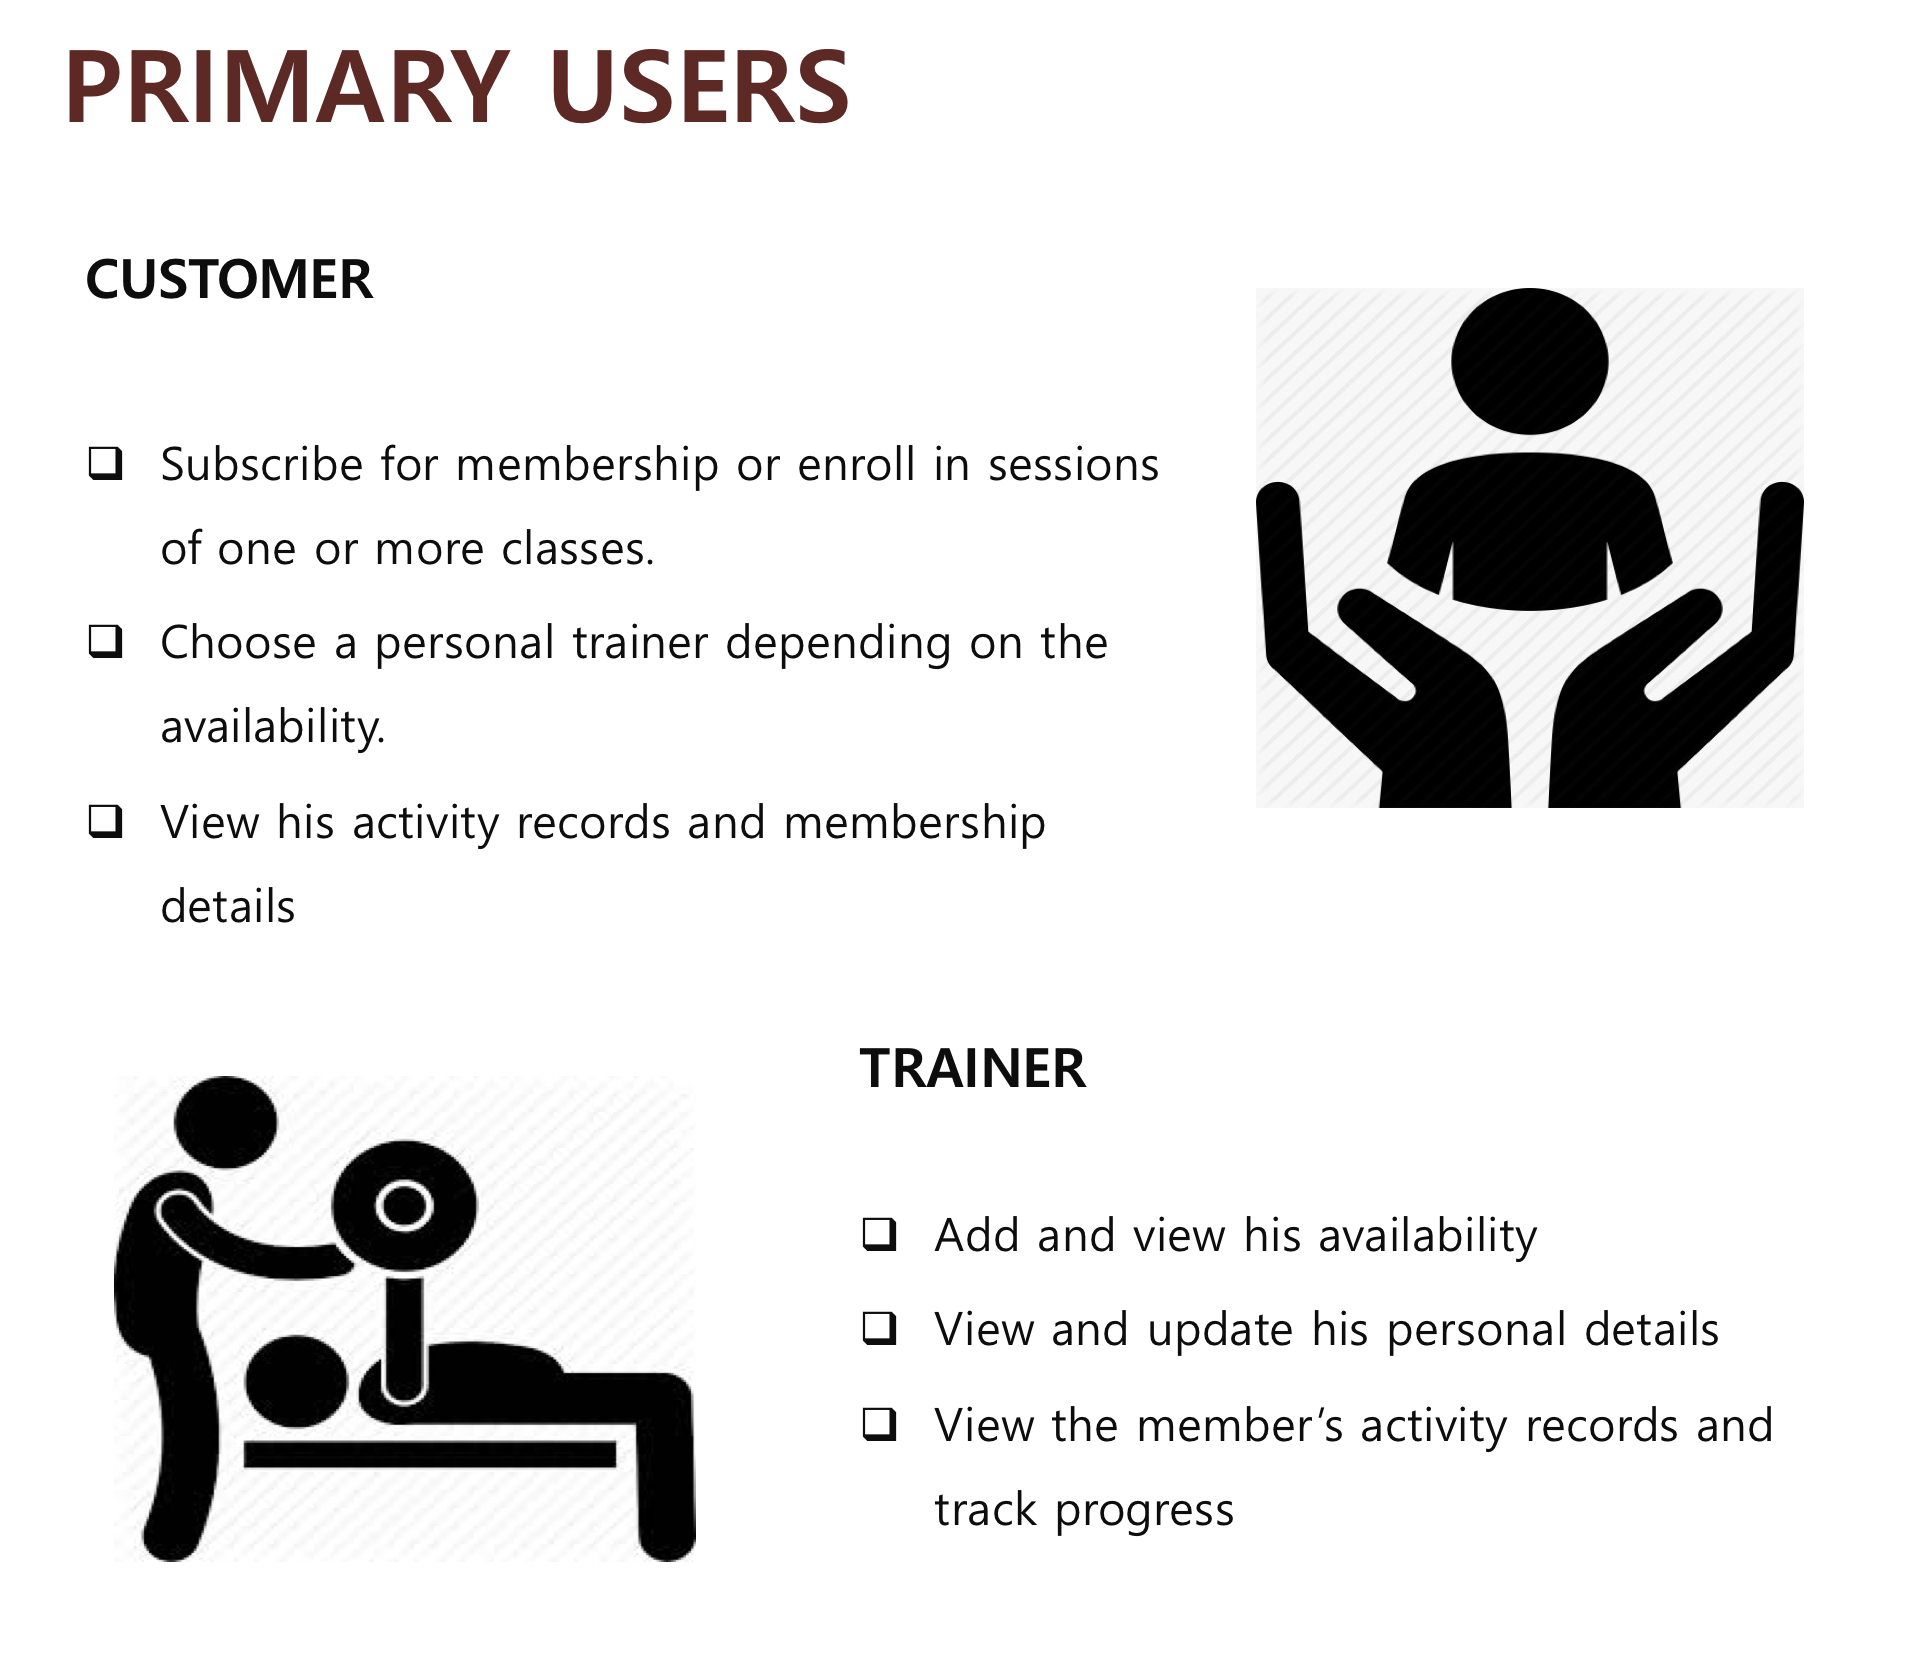 PRIMARY USERS
CUSTOMER
❑ Subscribe for membership or enroll in sessions
of one or more classes.
❑ Choose a personal trainer depending on the
availability.
❑ View his activity records and membership
details
TRAINER
❑ Add and view his availability
❑ View and update his personal details
❑ View the member’s activity records and
track progress